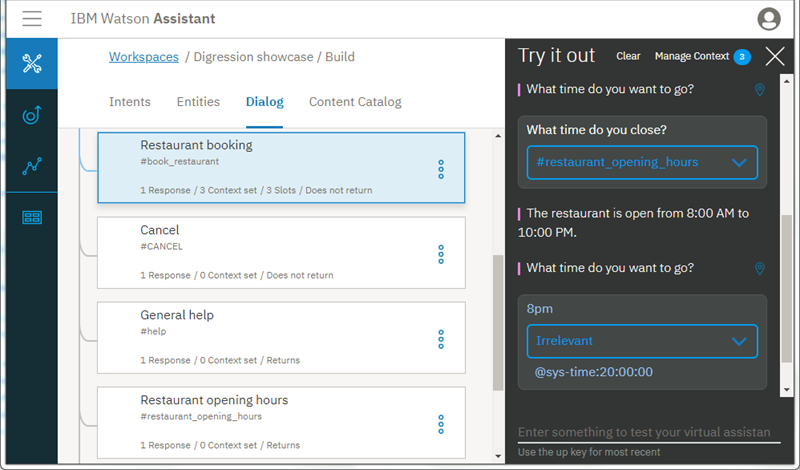 IBM Watson Assistant
Workspaces / Digression showcase / Build
Intents Entities Dialog Content Catalog
Restaurant booking
#book_restaurant
1 Response / 3 Context set / 3 Slots / Does not return
Cancel
#CANCEL
1 Response / 0 Context set / Does not return
General help
#help
1 Response / 0 Context set / Returns
Restaurant opening hours
#restaurant_opening_hours
1 Response / 0 Context set / Returns
Try it out Clear Manage Context 3
What time do you want to go?
What time do you close?
#restaurant_opening_hours
The restaurant is open from 8:00 AM to
10:00 PM.
What time do you want to go?
8pm
Irrelevant
@sys-time:20:00:00
Enter something to test your virtual assistan
Use the up key for most recent